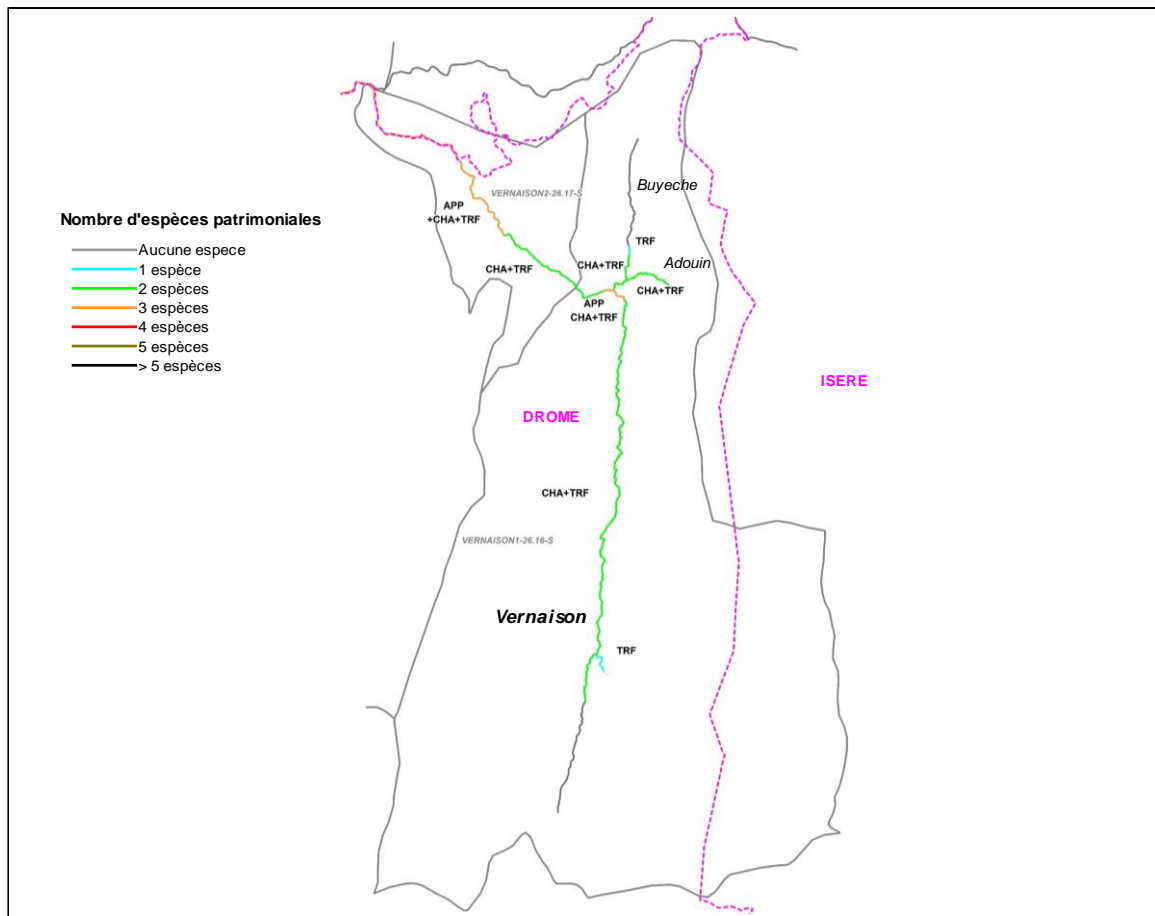 Nombre d'espèces patrimoniales
Aucune espece
1 espèce
2 espèces
3 espèces
4 espèces
5 espèces
> 5 espèces
VERNAISON2-26.17-S
Buyeche
APP
+CHA+TRF
TRF
CHA+TRF
CHA+TRF
Adouin
CHA+TRF
APP
CHA+TRF
ISERE
DROME
CHA+TRF
VERNAISON1-26.16-S
Vernaison
TRF